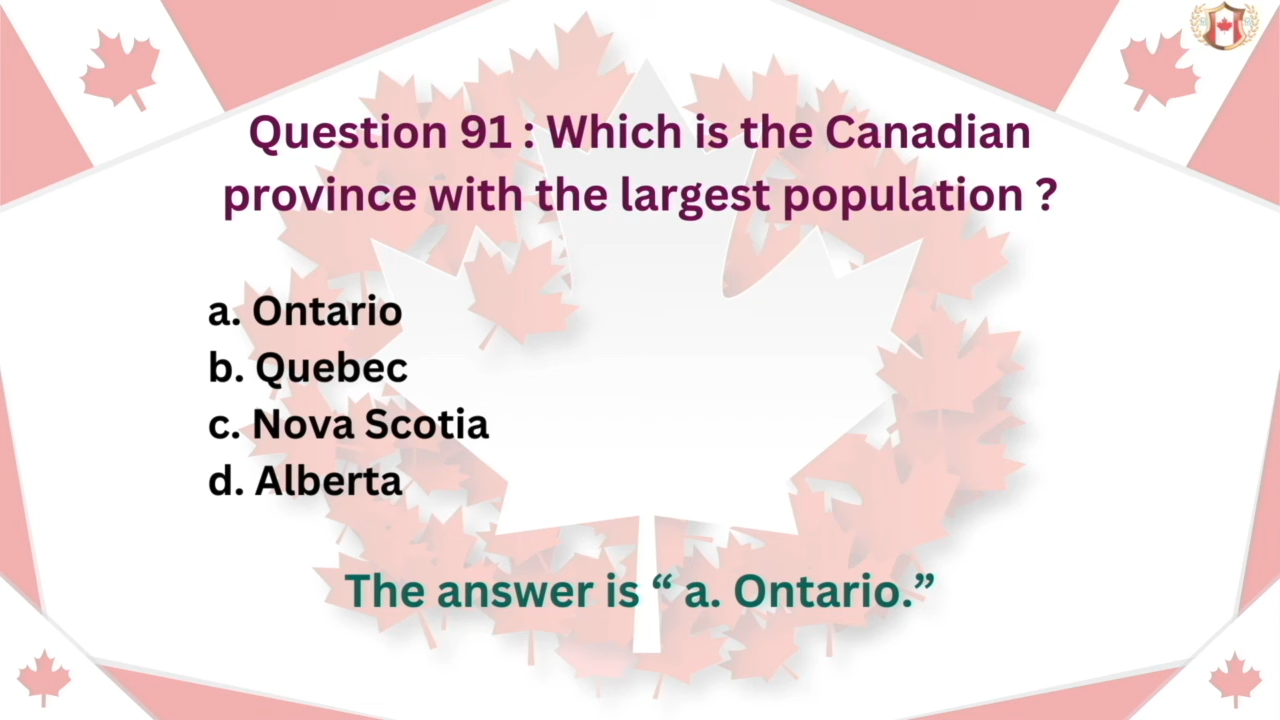 Question 91 : Which is the Canadian
province with the largest population ?
a. Ontario
b. Quebec
c. Nova Scotia
d. Alberta
The answer is “ a. Ontario.”